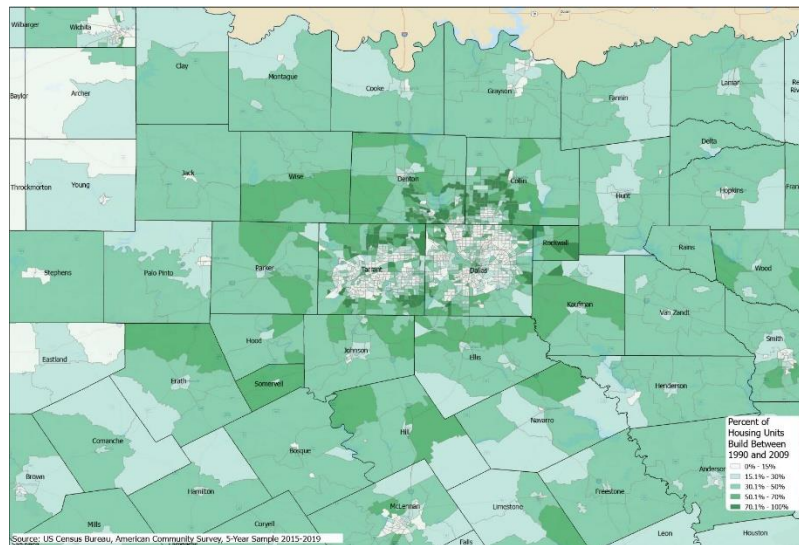 Wilbarger
Wichita
Clay
Montague
Cooke
Grayson
Fannin
Lamar
Baylor
Archer
Delta
Throckmorton
Young
Jack
Wise
Denton
Collin
Hunt
Hopkins
Stephens
Palo Pinto
Parker
Tarrant
Dallas
Rockwall
Rains
Wood
Kaufman
Van Zandt
Smith
Eastland
Hood
Johnson
Ellis
Erath
Somervell
Henderson
Comanche
Bosque
Hill
Navarro
Brown
Hamilton
Anderson
Freestone
Limestone
McLennan
Mills
Coryell
Falls
Leon
Houston
Percent of
Housing Units
Build Between
1990 and 2009
0% - 15%
15.1% - 30%
30.1% - 50%
50.1% - 70%
70.1% - 100%
Source: US Census Bureau, American Community Survey, 5-Year Sample 2015-2019